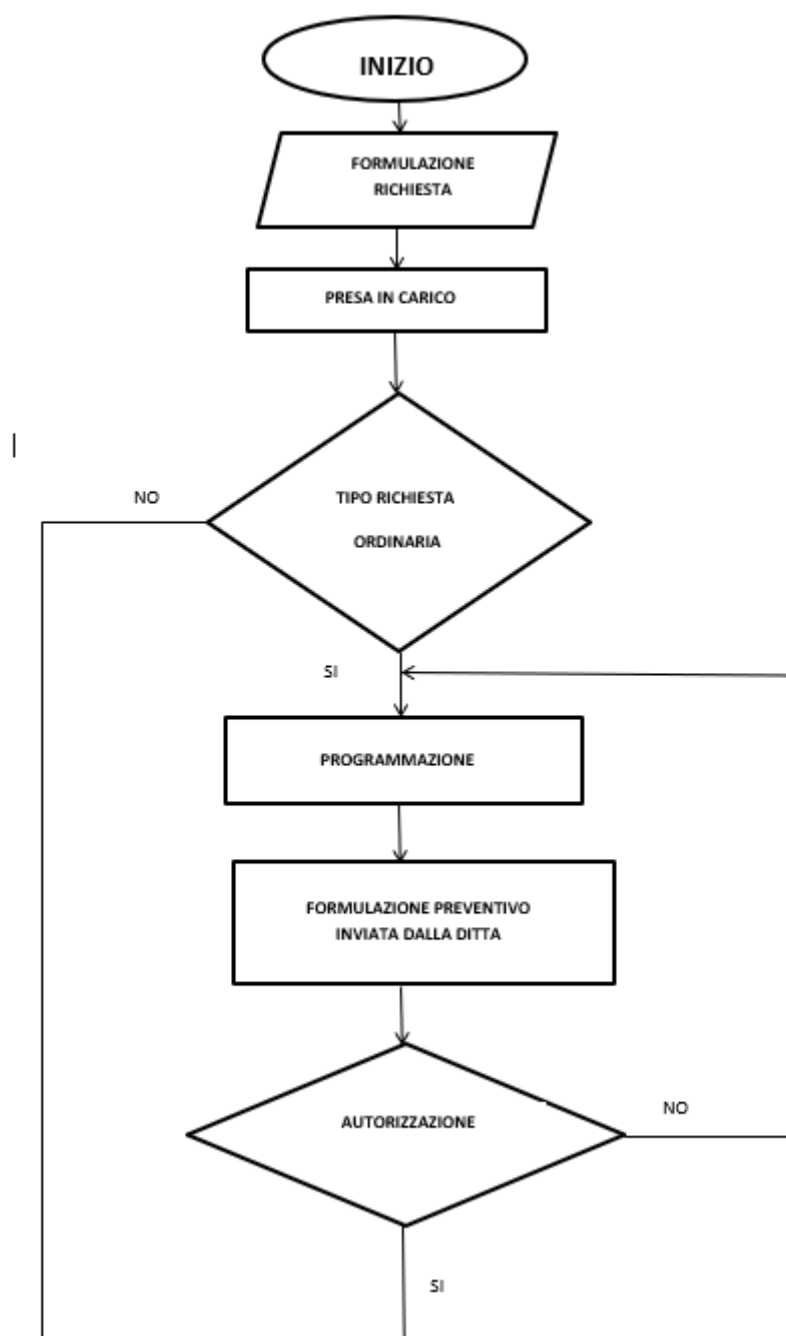 INIZIO
FORMULAZIONE
RICHIESTA
PRESA IN CARICO
NO
TIPO RICHIESTA
ORDINARIA
SI
PROGRAMMAZIONE
FORMULAZIONE PREVENTIVO
INVIATA DALLA DITTA
AUTORIZZAZIONE
NO
SI